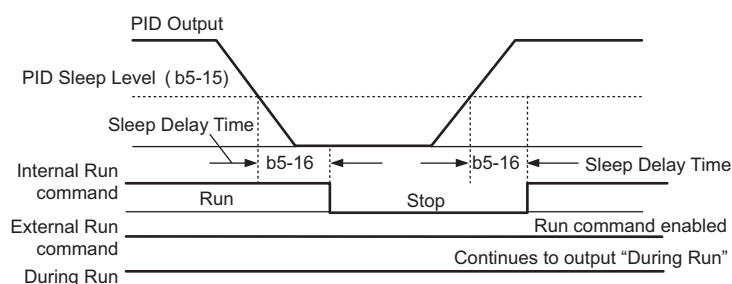 PID Output
PID Sleep Level ( b5-15)
Sleep Delay Time
b5-16
b5-16
Sleep Delay Time
Internal Run
command
Run
Stop
External Run
command
Run command enabled
Continues to output “During Run”
During Run